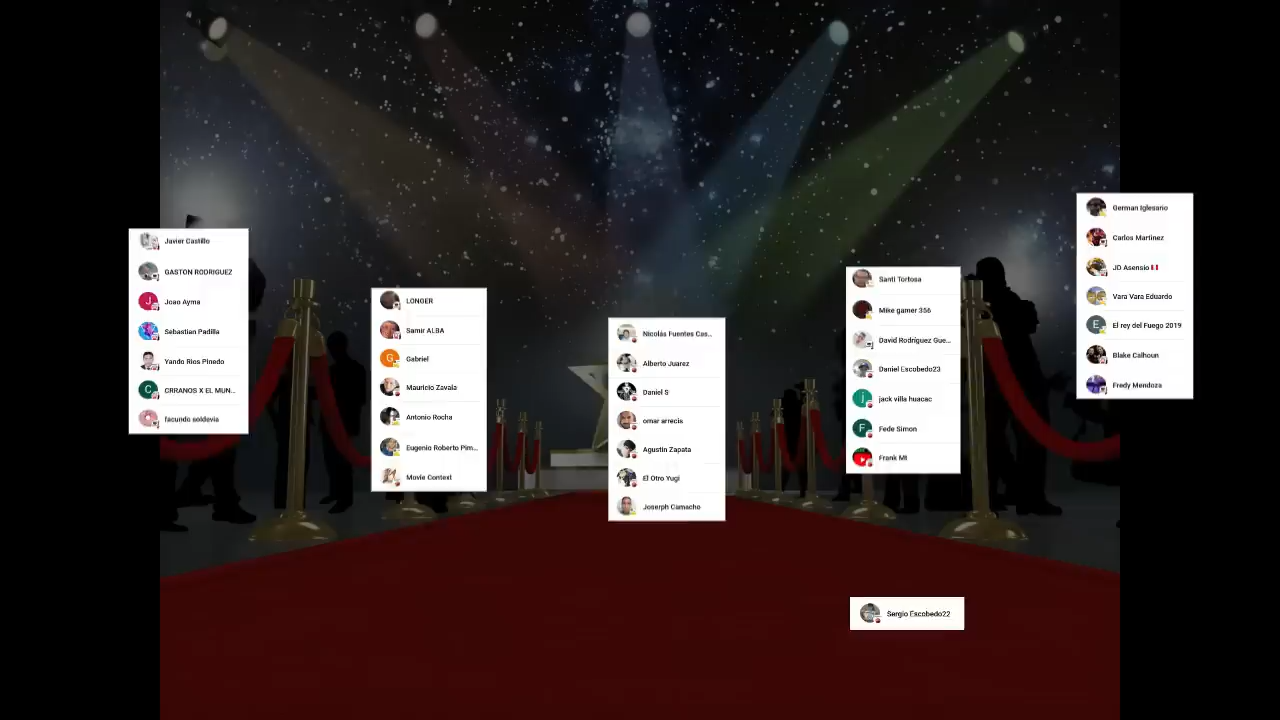 Javier Castillo
GASTON RODRIGUEZ
J
Joao Ayma
Sebastian Padilla
Yando Rios Pinedo
C
CRRANOS X EL MUN...
facundo soldevia
LONGER
Samir ALBA
G
Gabriel
Mauricio Zavala
Antonio Rocha
Eugenio Roberto Pim...
Movie Context
Nicolás Fuentes Cas...
Alberto Juarez
Daniel S
omar arrecis
Agustin Zapata
El Otro Yugi
Joserph Camacho
Santi Tortosa
Mike gamer 356
David Rodríguez Gue...
Daniel Escobedo23
j
jack villa huacac
F
Fede Simon
Frank MI
Sergio Escobedo22
German Iglesario
Carlos Martinez
JD Asensio
Vara Vara Eduardo
E
El rey del Fuego 2019
Blake Calhoun
Fredy Mendoza